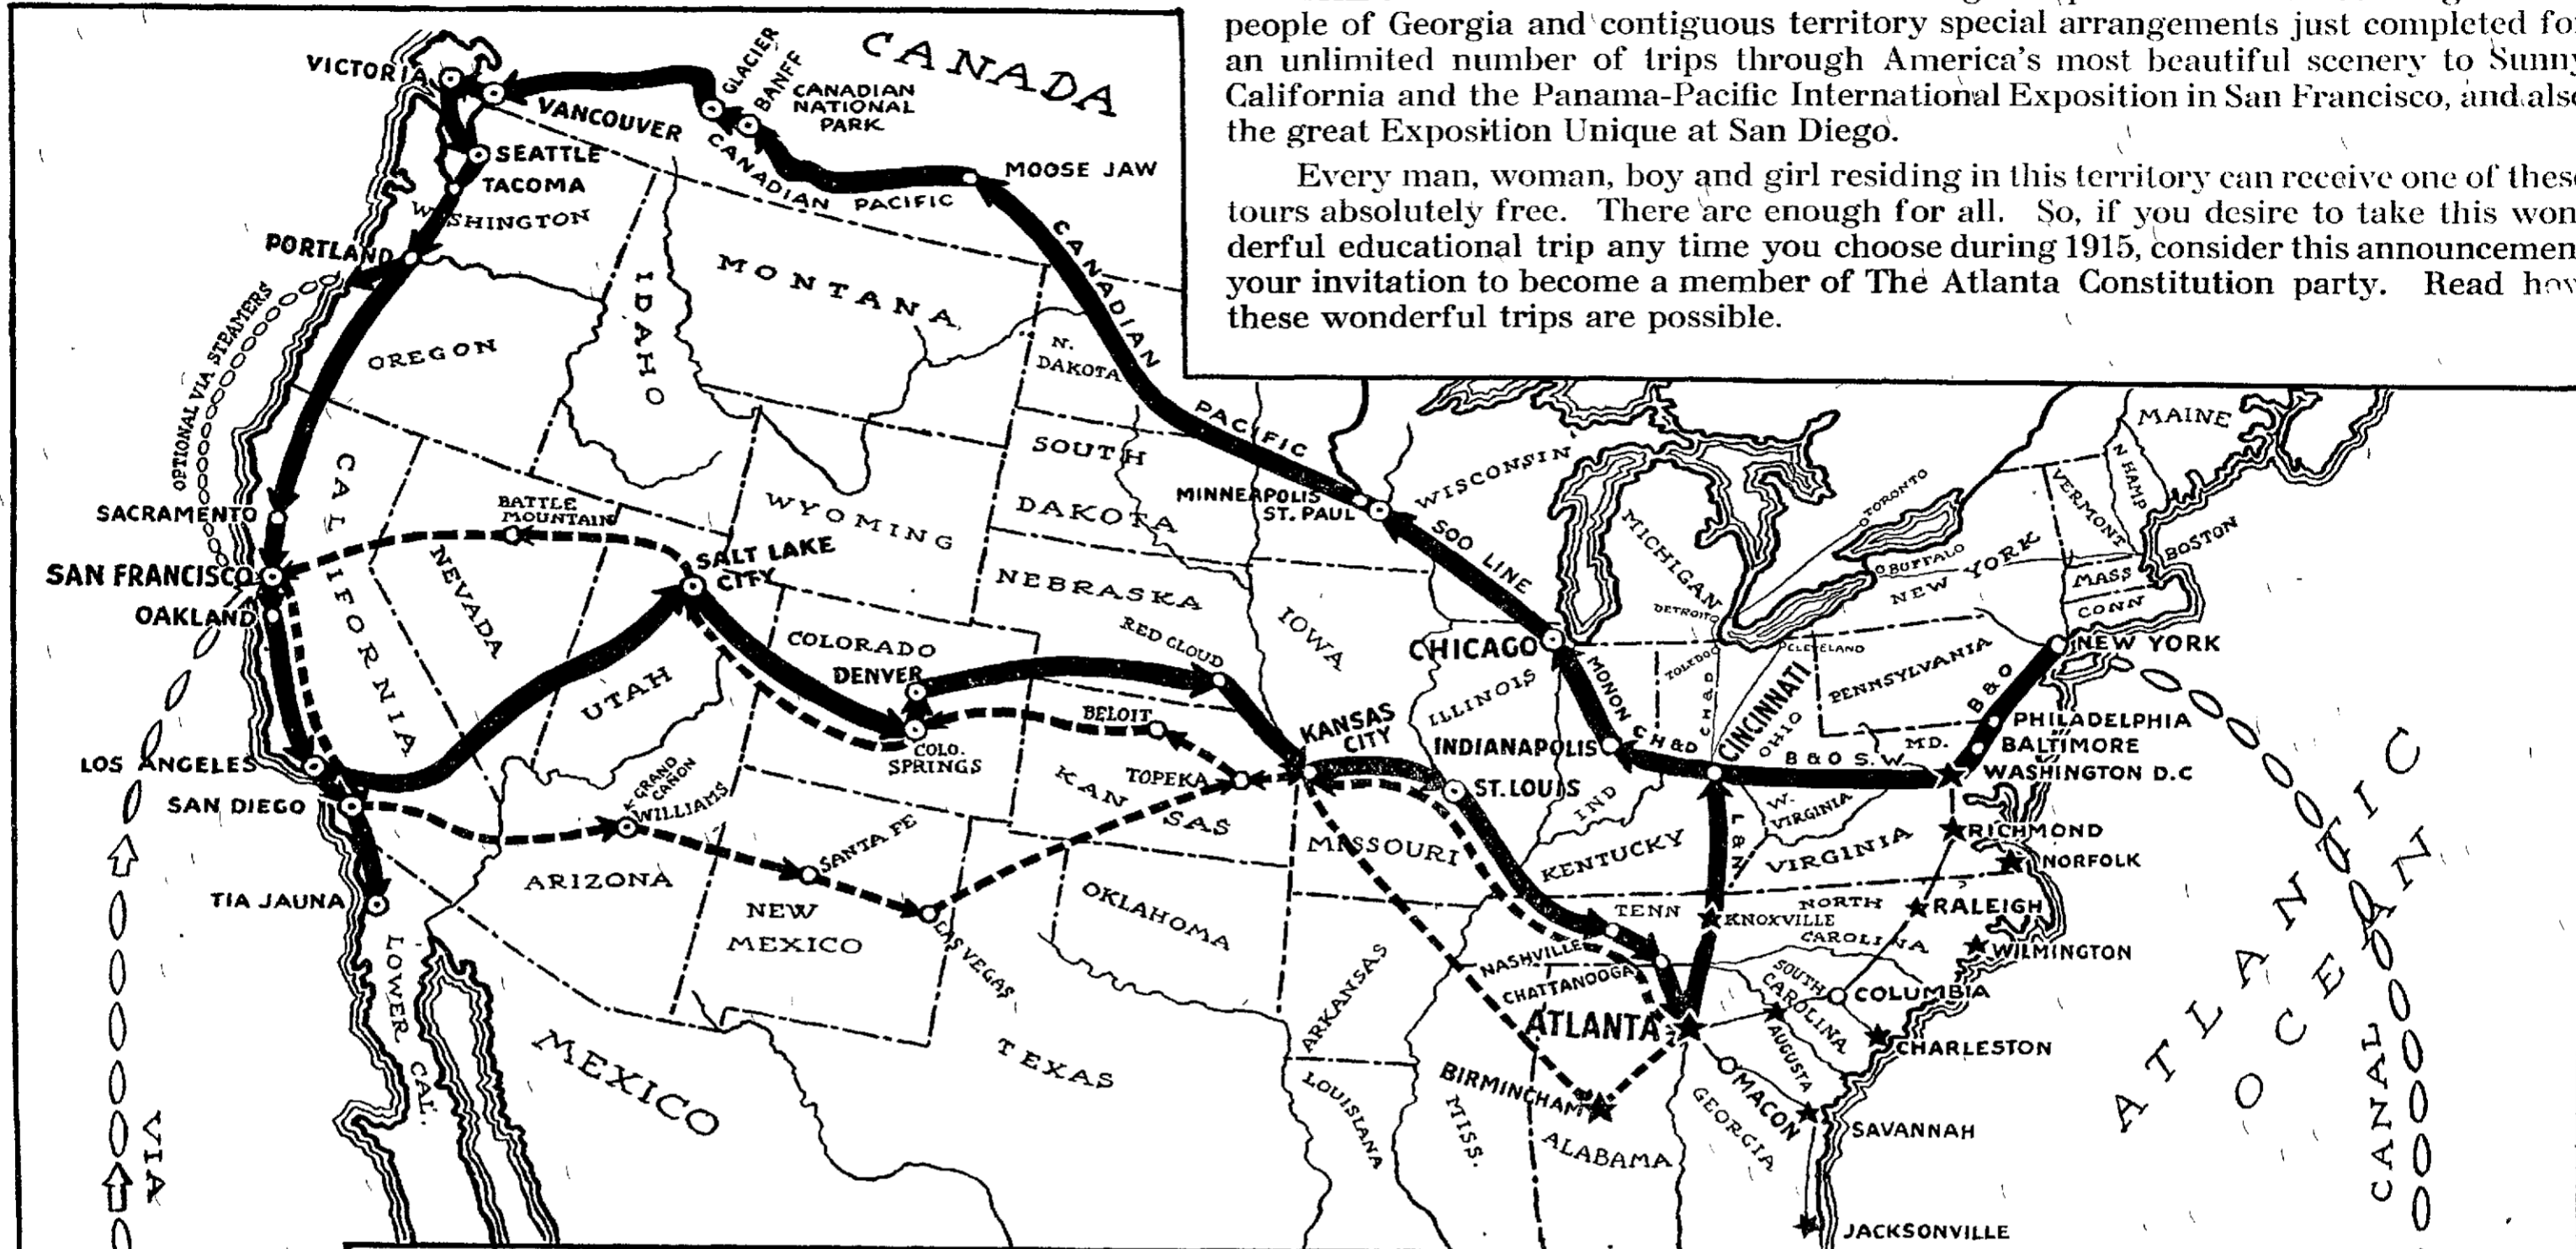 people of Georgia and contiguous territory special arrangements just completed
an unlimited number of trips through America's most beautiful scenery to
California and the Panama-Pacific International Exposition in San Francisco, and
the great Exposition Unique at San Diego.
Every man, woman, boy and girl residing in this territory can receive one of
tours absolutely free. There are enough for all. So, if you desire to take this won
derful educational trip any time you choose during 1915, consider this
your invitation to become a member of The Atlanta Constitution party. Read
these wonderful trips are possible.
CANADA
VICTORIA
VANCOUVER
GLACIER
BANFF
CANADIAN
NATIONAL
PARK
CANADIAN PACIFIC
MOOSE JAW
CANADIAN PACIFIC
SEATTLE
TACOMA
WASHINGTON
PORTLAND
OPTIONAL VIA STEAMERS
OREGON
IDAHO
MONTANA
N.
DAKOTA
SOUTH
DAKOTA
MINNEAPOLIS
ST. PAUL
WISCONSIN
SOO LINE
MICHIGAN
TORONTO
BUFFALO
NEW YORK
VERMONT
N HAMP
MAINE
BOSTON
MASS
CONN
NEW YORK
SACRAMENTO
SAN FRANCISCO
OAKLAND
CALIFORNIA
BATTLE
MOUNTAIN
NEVADA
SALT LAKE
CITY
WYOMING
NEBRASKA
RED CLOUD
IOWA
CHICAGO
ILLINOIS
MONON
DETROIT
TOLEDO
CLEVELAND
C H & D
C H & D
CINCINNATI
OHIO
PENNSYLVANIA
B & O
PHILADELPHIA
BALTIMORE
MD.
WASHINGTON D.C
B & O S. W.
INDIANAPOLIS
IND
COLORADO
DENVER
COLO.
SPRINGS
UTAH
BELOIT
TOPEKA
KANSAS
CITY
KANSAS
ST. LOUIS
MISSOURI
KENTUCKY
L & N
W.
VIRGINIA
VIRGINIA
RICHMOND
NORFOLK
LOS ANGELES
SAN DIEGO
TIA JAUNA
GRAND
CANON
WILLIAMS
ARIZONA
SANTA FE
NEW
MEXICO
LAS VEGAS
OKLAHOMA
TEXAS
ARKANSAS
LOUISIANA
MISS.
TENN
NASHVILLE
CHATTANOOGA
KNOXVILLE
NORTH
CAROLINA
RALEIGH
WILMINGTON
SOUTH
CAROLINA
COLUMBIA
CHARLESTON
ATLANTA
AUGUSTA
MACON
GEORGIA
SAVANNAH
JACKSONVILLE
BIRMINGHAM
ALABAMA
MEXICO
LOWER CAL.
VIA
ATLANTIC
OCEAN
CANAL